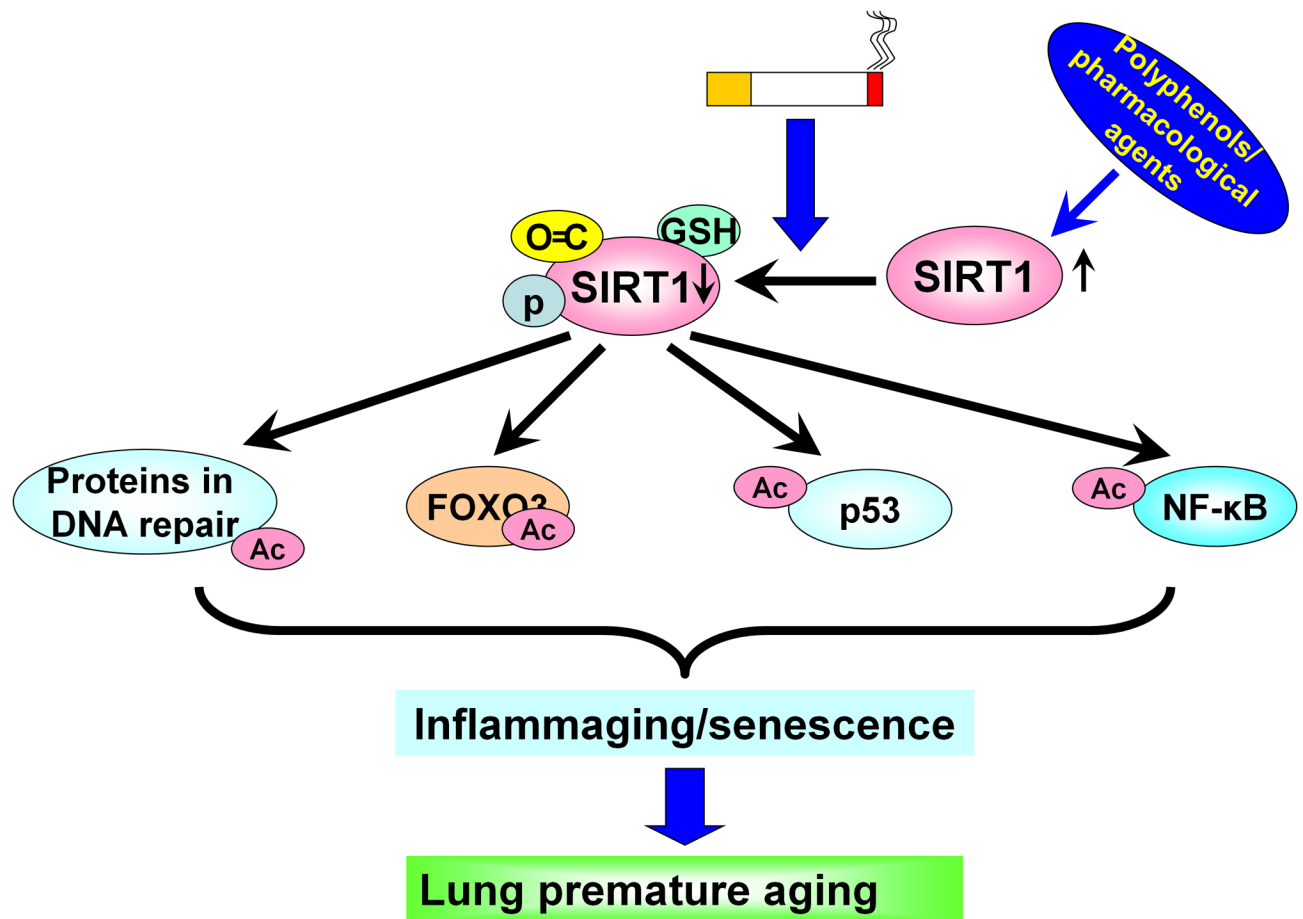 Polyphenols/
pharmacological
agents
O=C
GSH
SIRT1↓
p
SIRT1 ↑
Proteins in
DNA repair
Ac
FOXO3
Ac
Ac
p53
Ac
NF-κB
Inflammaging/senescence
Lung premature aging